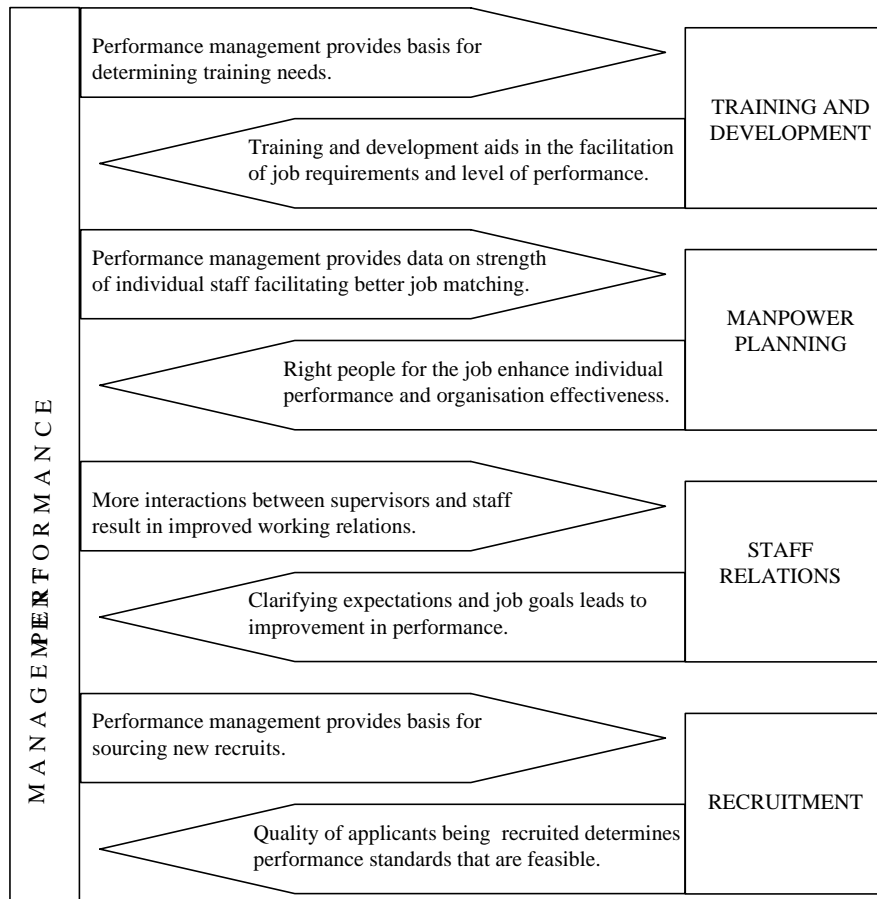 Performance management provides basis for
determining training needs.
TRAINING AND
DEVELOPMENT
Training and development aids in the facilitation
of job requirements and level of performance.
Performance management provides data on strength
of individual staff facilitating better job matching.
MANPOWER
PLANNING
Right people for the job enhance individual
performance and organisation effectiveness.
More interactions between supervisors and staff
result in improved working relations.
STAFF
RELATIONS
Clarifying expectations and job goals leads to
improvement in performance.
Performance management provides basis for
sourcing new recruits.
RECRUITMENT
Quality of applicants being recruited determines
performance standards that are feasible.
PERFORMANCE
MANAGEMENT